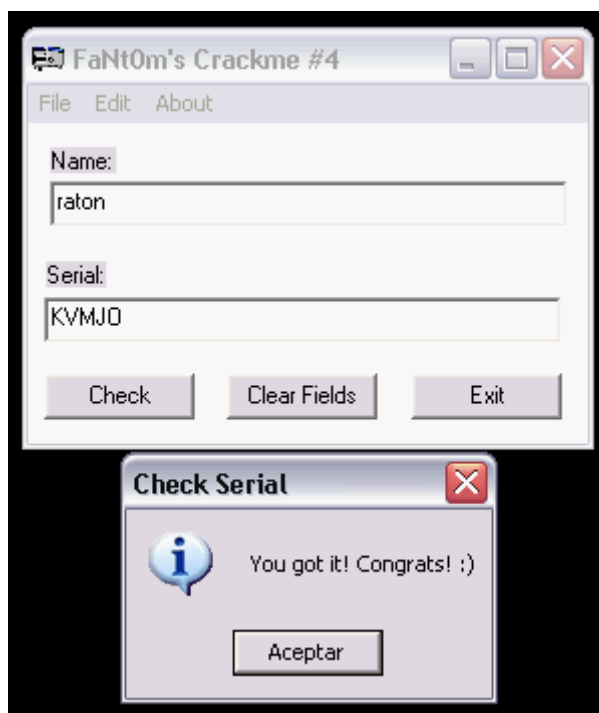 FaNt0m's Crackme #4
File Edit About
Name:
raton
Serial:
KVMJO
Check Clear Fields Exit
Check Serial
You got it! Congrats! :)
Aceptar